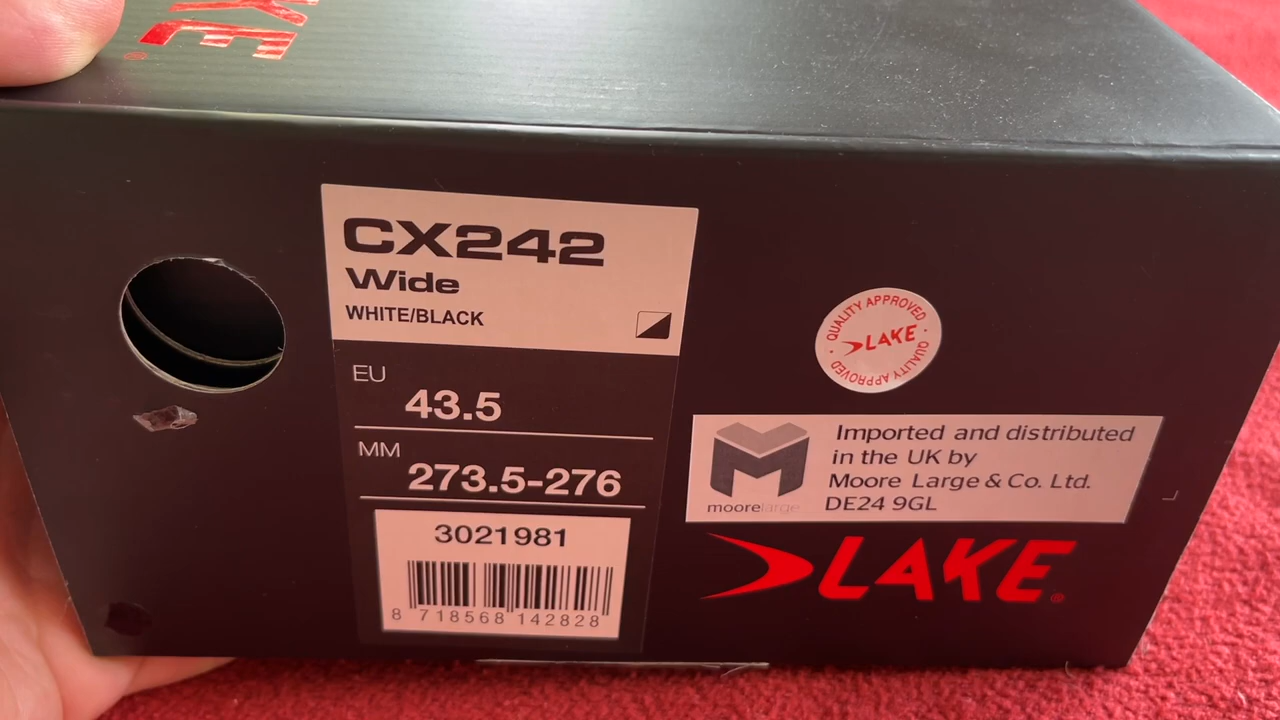 KE®
CX242
Wide
WHITE/BLACK
EU
43.5
MM
273.5-276
3021981
8 718568 142828
QUALITY APPROVED · QUALITY APPROVED ·
LAKE
Imported and distributed
in the UK by
Moore Large & Co. Ltd.
DE24 9GL
moorelarge
LAKE®